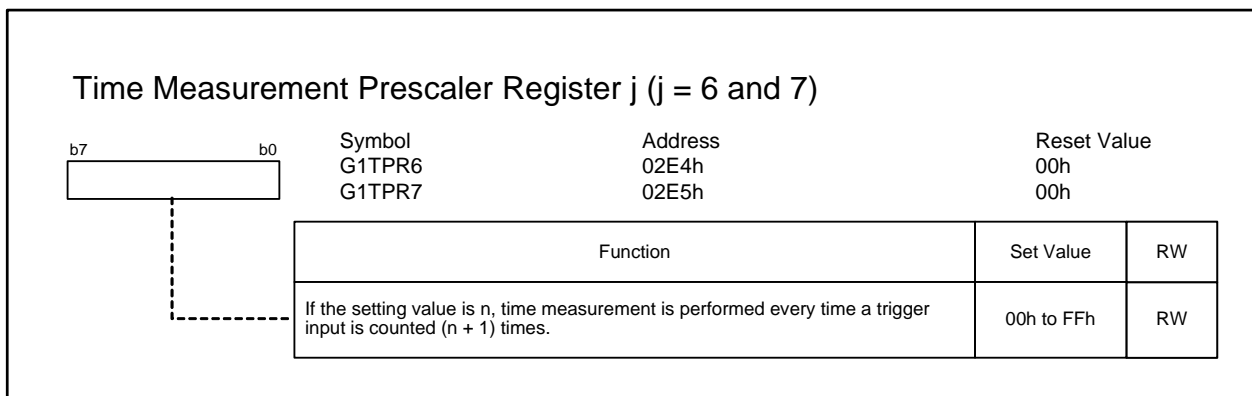 Time Measurement Prescaler Register j (j = 6 and 7)
b7 b0
Symbol Address Reset Value
G1TPR6 02E4h 00h
G1TPR7 02E5h 00h
Function Set Value RW
If the setting value is n, time measurement is performed every time a trigger
input is counted (n + 1) times.
00h to FFh RW